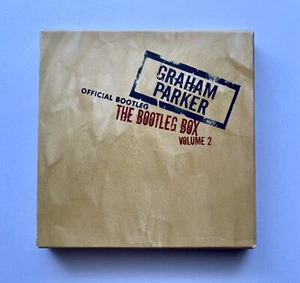 GRAHAM
PARKER
OFFICIAL BOOTLEG
THE BOOTLEG BOX
VOLUME 2